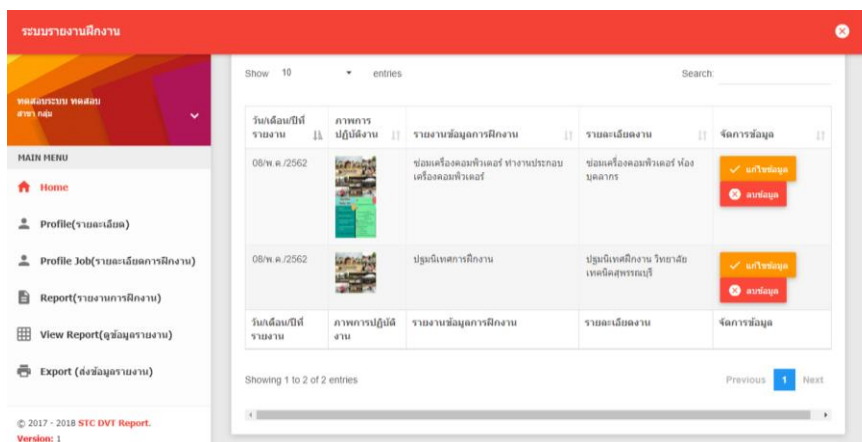 ระบบรายงานฝึกงาน
ทดสอบระบบ ทดสอบ
สาขา กลุ่ม
MAIN MENU
Home
Profile(รายละเอียด)
Profile Job(รายละเอียดการฝึกงาน)
Report(รายงานการฝึกงาน)
View Report(ดูข้อมูลรายงาน)
Export (ส่งข้อมูลรายงาน)
© 2017 - 2018 STC DVT Report.
Version: 1
Show 10 entries
Search:
วัน/เดือน/ปีที่
รายงาน
ภาพการ
ปฏิบัติงาน
รายงานข้อมูลการฝึกงาน
รายละเอียดงาน
จัดการข้อมูล
08/พ.ค./2562
ซ่อมเครื่องคอมพิวเตอร์ ทำงานประกอบ
เครื่องคอมพิวเตอร์
ซ่อมเครื่องคอมพิวเตอร์ ห้อง
บุคลากร
แก้ไขข้อมูล
ลบข้อมูล
08/พ.ค./2562
ปฐมนิเทศการฝึกงาน
ปฐมนิเทศฝึกงาน วิทยาลัย
เทคนิคสุพรรณบุรี
แก้ไขข้อมูล
ลบข้อมูล
วัน/เดือน/ปีที่
รายงาน
ภาพการปฏิบัติ
งาน
รายงานข้อมูลการฝึกงาน
รายละเอียดงาน
จัดการข้อมูล
Showing 1 to 2 of 2 entries
Previous 1 Next